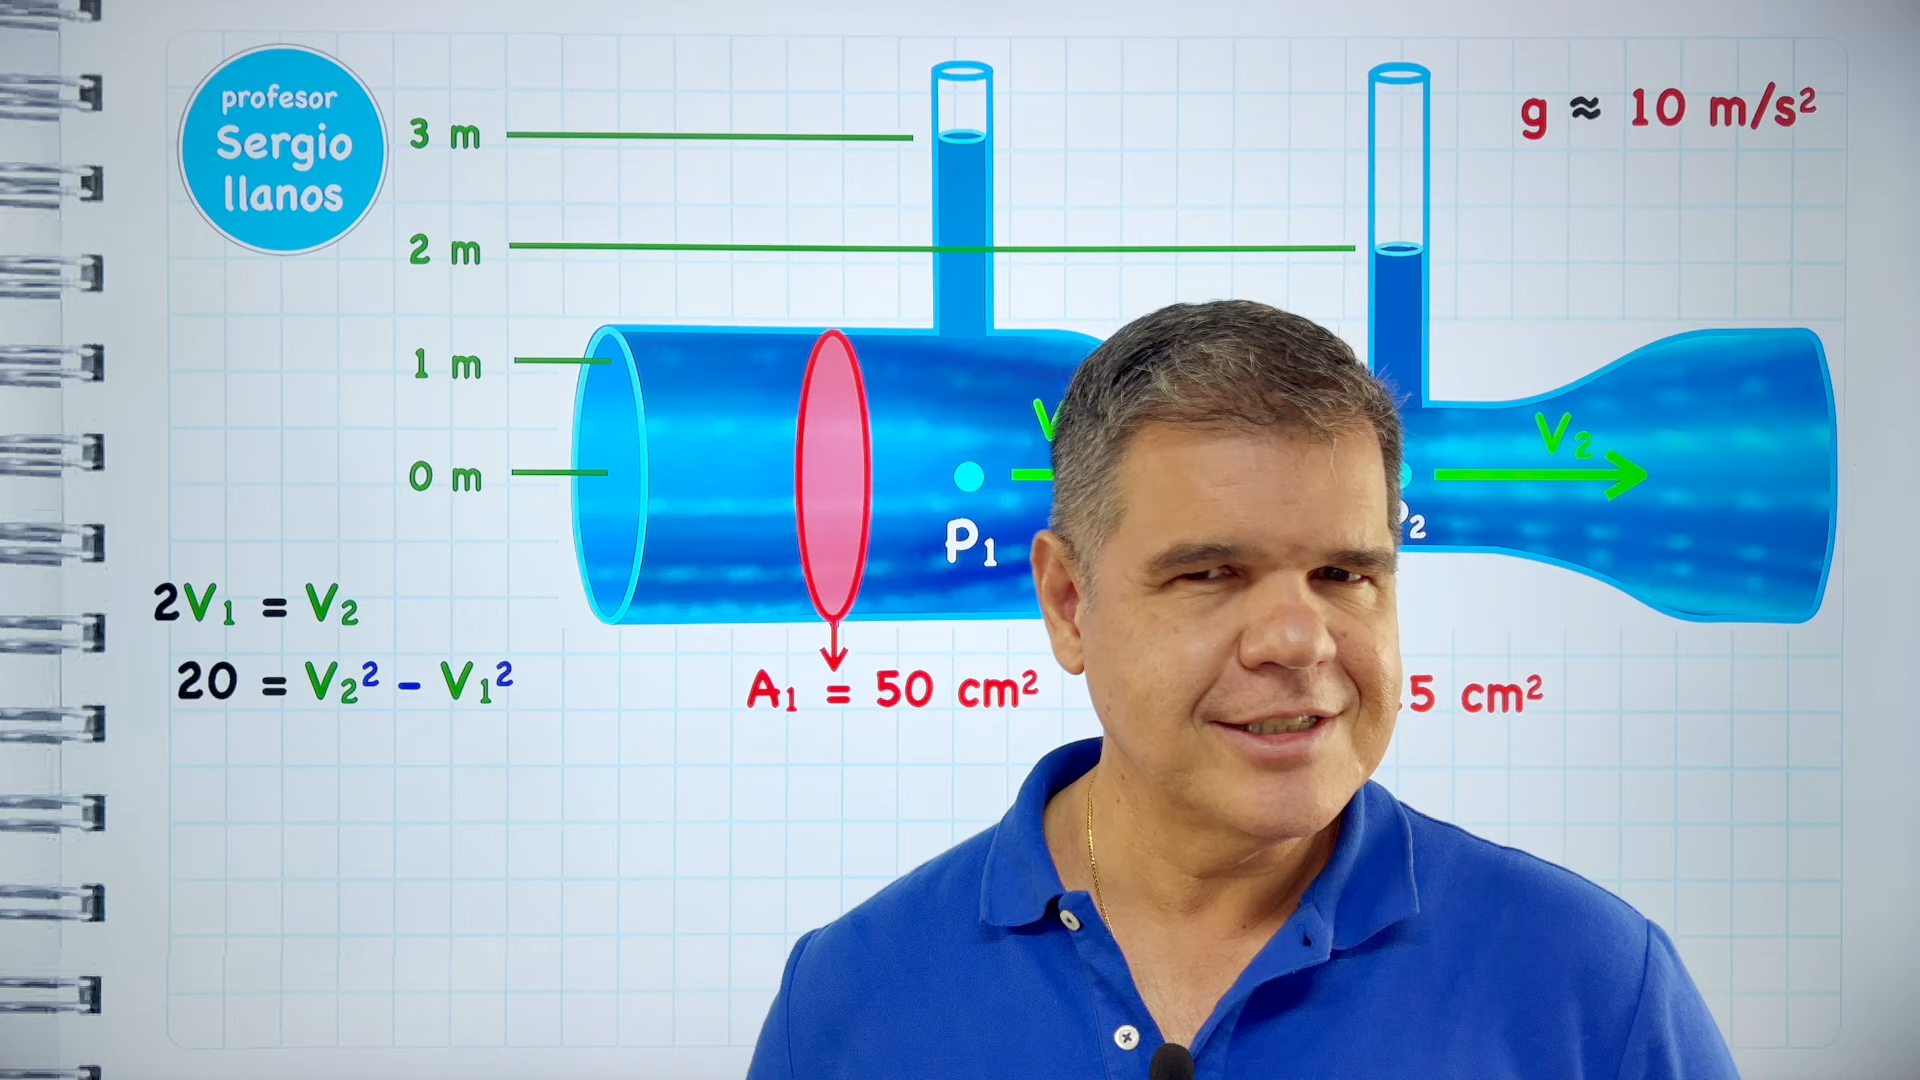 profesor
Sergio
llanos
3 m
2 m
1 m
0 m
g ≈ 10 m/s²
V₂
P₁
2V₁ = V₂
20 = V₂² - V₁²
A₁ = 50 cm²
5 cm²